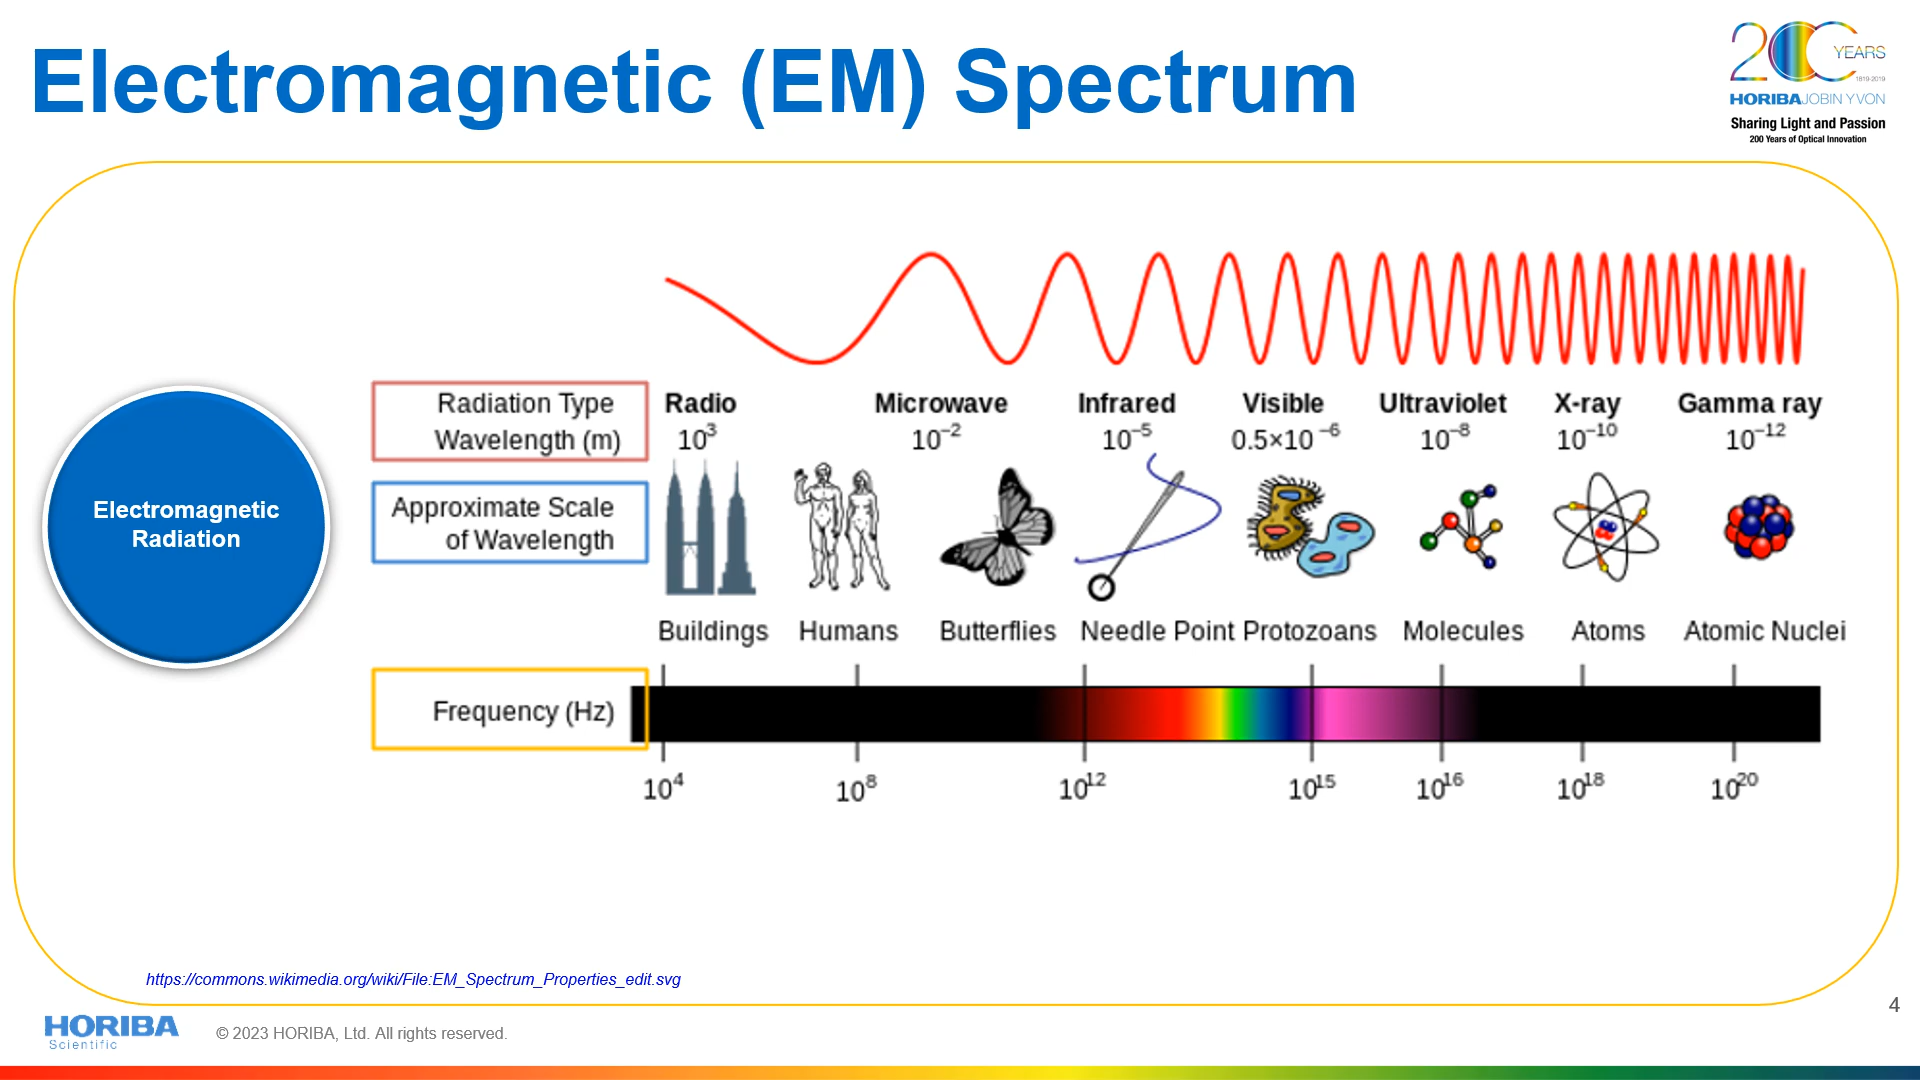 Electromagnetic (EM) Spectrum
200 YEARS
1819-2019
HORIBA JOBIN YVON
Sharing Light and Passion
200 Years of Optical Innovation
Electromagnetic
Radiation
Radiation Type Radio Microwave Infrared Visible Ultraviolet X-ray Gamma ray
Wavelength (m) 10³ 10⁻² 10⁻⁵ 0.5×10⁻⁶ 10⁻⁸ 10⁻¹⁰ 10⁻¹²
Approximate Scale
of Wavelength
Buildings Humans Butterflies Needle Point Protozoans Molecules Atoms Atomic Nuclei
Frequency (Hz)
10⁴ 10⁸ 10¹² 10¹⁵ 10¹⁶ 10¹⁸ 10²⁰
https://commons.wikimedia.org/wiki/File:EM_Spectrum_Properties_edit.svg
4
HORIBA
Scientific
© 2023 HORIBA, Ltd. All rights reserved.